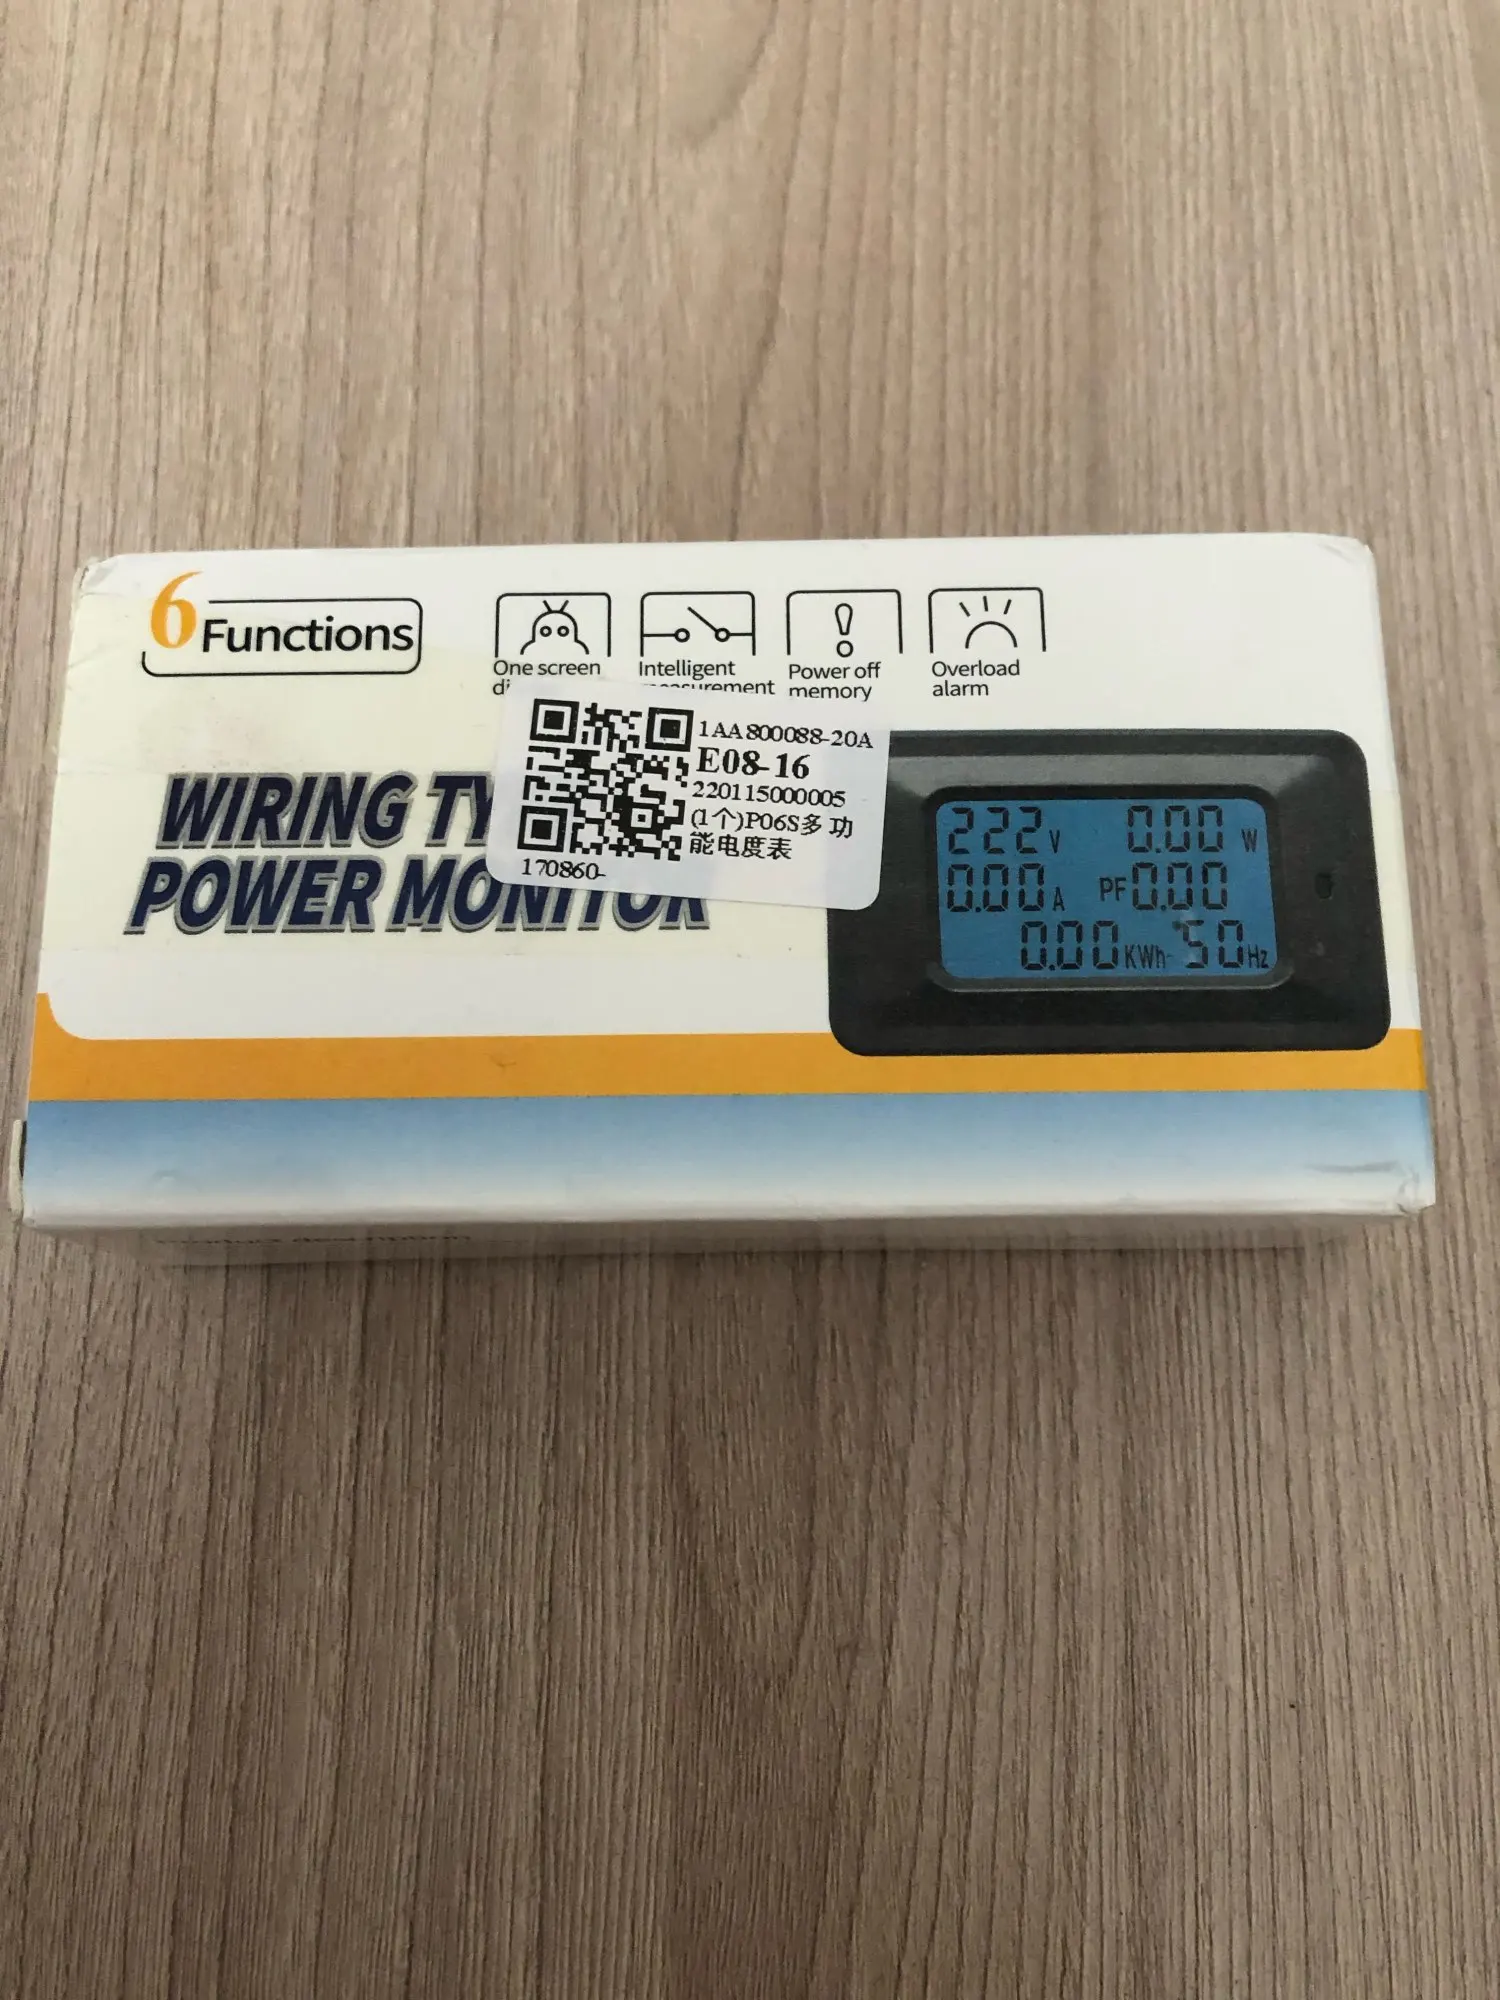 6 Functions
One screen
Intelligent
measurement
Power off
memory
Overload
alarm
1AA800088-20A
E08-16
220115000005
(1个)P06S多功
能电度表
170860-
WIRING TY
POWER MONITOR
222V 0.00 W
0.00A PF0.00
0.00KWh 50Hz